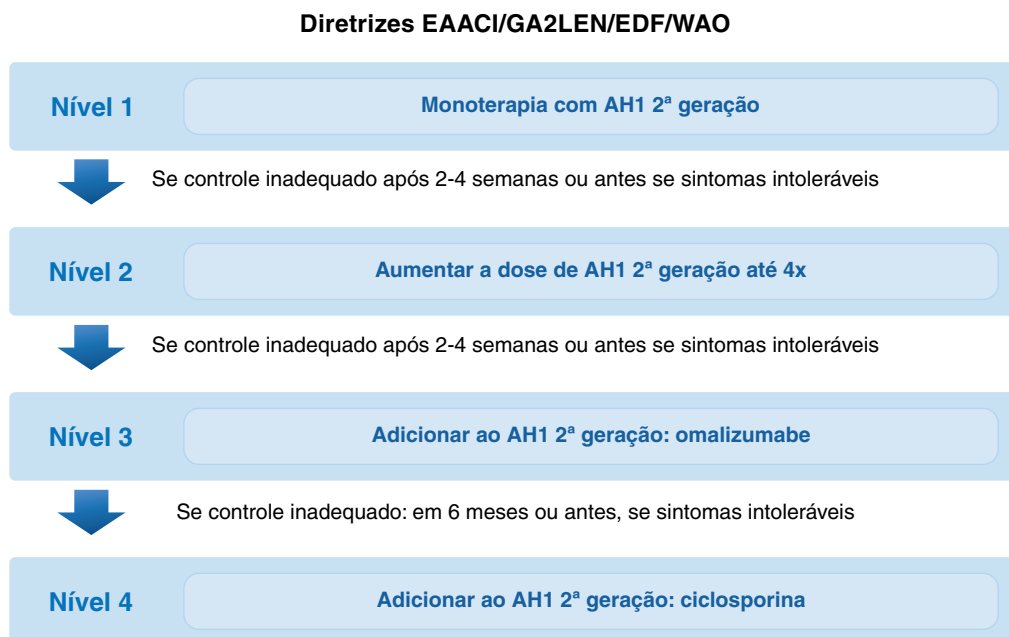 Diretrizes EAACI/GA2LEN/EDF/WAO
Nível 1
Monoterapia com AH1 2ª geração
Se controle inadequado após 2-4 semanas ou antes se sintomas intoleráveis
Nível 2
Aumentar a dose de AH1 2ª geração até 4x
Se controle inadequado após 2-4 semanas ou antes se sintomas intoleráveis
Nível 3
Adicionar ao AH1 2ª geração: omalizumabe
Se controle inadequado: em 6 meses ou antes, se sintomas intoleráveis
Nível 4
Adicionar ao AH1 2ª geração: ciclosporina